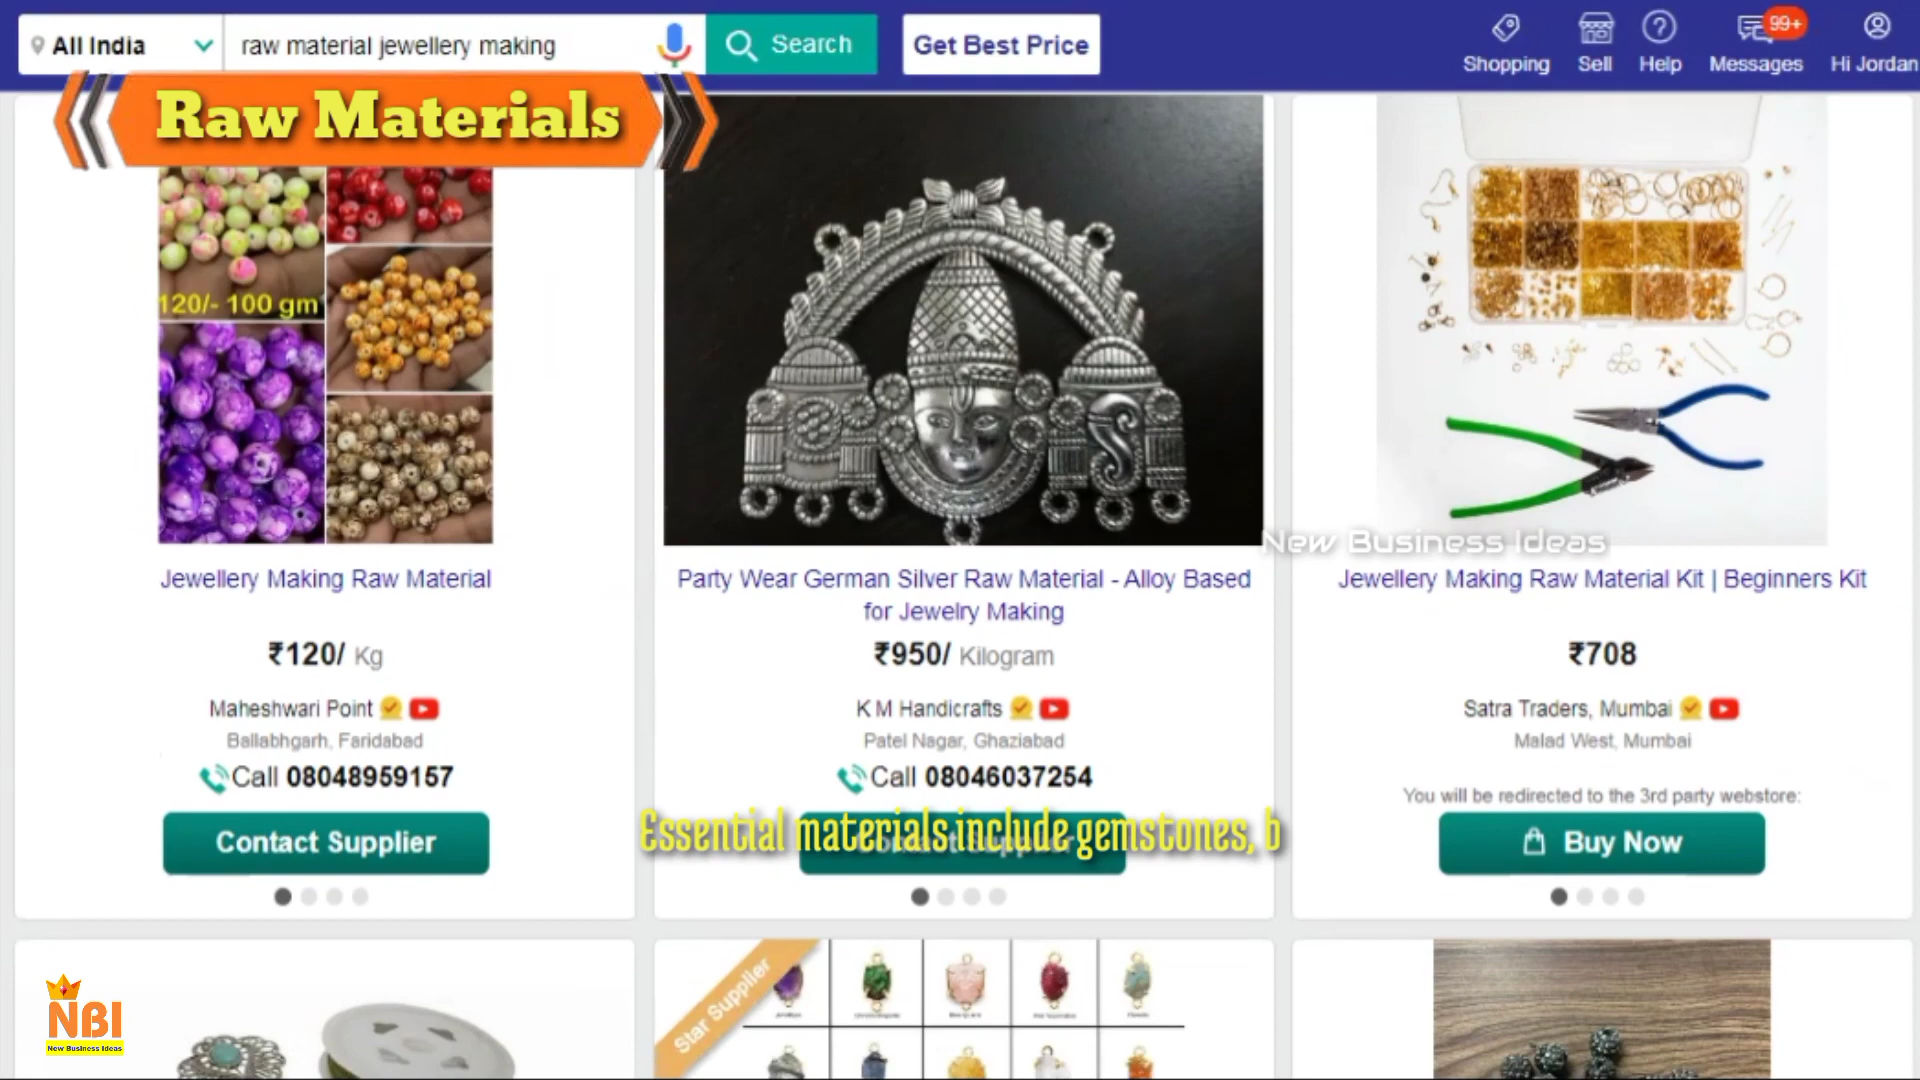 All India
raw material jewellery making
Search
Get Best Price
Shopping
Sell
Help
99+
Messages
Hi Jordan
Raw Materials
120/- 100 gm
New Business Ideas
Jewellery Making Raw Material
₹120/ Kg
Maheshwari Point
Ballabhgarh, Faridabad
Call 08048959157
Contact Supplier
Party Wear German Silver Raw Material - Alloy Based
for Jewelry Making
₹950/ Kilogram
K M Handicrafts
Patel Nagar, Ghaziabad
Call 08046037254
Contact Supplier
Essential materials include gemstones, b
Jewellery Making Raw Material Kit | Beginners Kit
₹708
Satra Traders, Mumbai
Malad West, Mumbai
You will be redirected to the 3rd party webstore:
Buy Now
Star Supplier
NBI
New Business Ideas